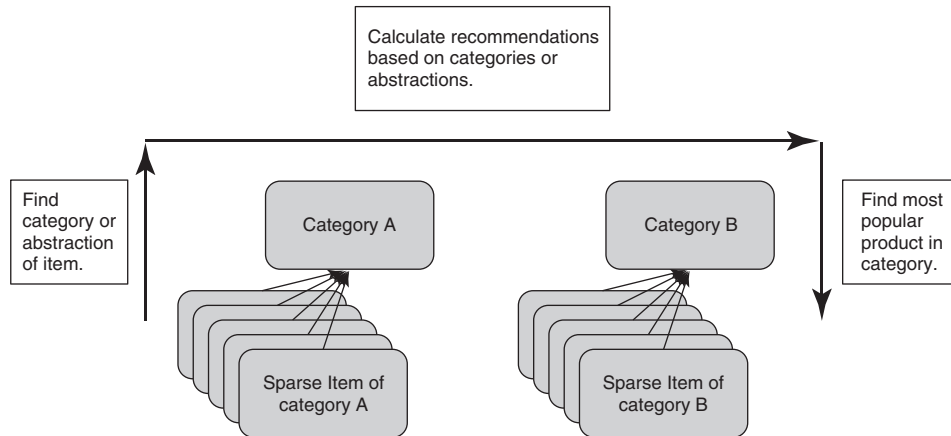 Calculate recommendations
based on categories or
abstractions.
Find
category or
abstraction
of item.
Category A
Category B
Find most
popular
product in
category.
Sparse Item of
category A
Sparse Item of
category B